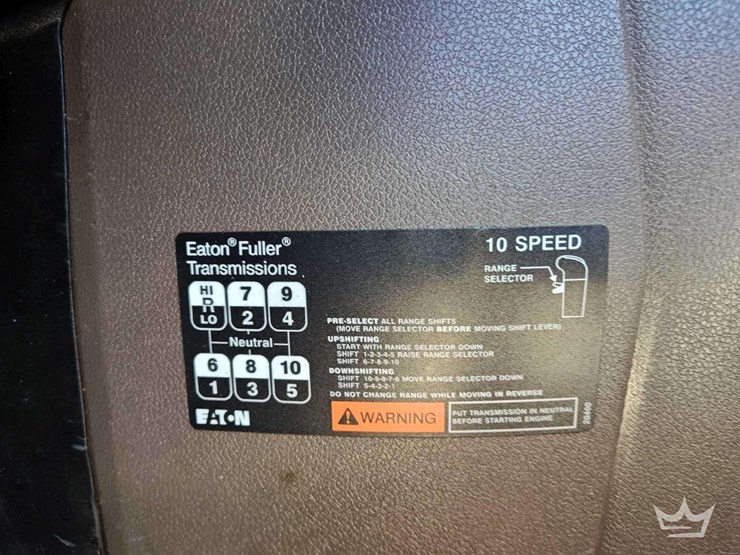 Eaton® Fuller®
Transmissions
10 SPEED
RANGE
SELECTOR
HI 7 9
R
LO 2 4
Neutral
6 8 10
1 3 5
EATON
PRE-SELECT ALL RANGE SHIFTS
(MOVE RANGE SELECTOR BEFORE MOVING SHIFT LEVER)
UPSHIFTING
START WITH RANGE SELECTOR DOWN
SHIFT 1-2-3-4-5 RAISE RANGE SELECTOR
SHIFT 6-7-8-9-10
DOWNSHIFTING
SHIFT 10-9-8-7-6 MOVE RANGE SELECTOR DOWN
SHIFT 5-4-3-2-1
DO NOT CHANGE RANGE WHILE MOVING IN REVERSE
WARNING
PUT TRANSMISSION IN NEUTRAL
BEFORE STARTING ENGINE